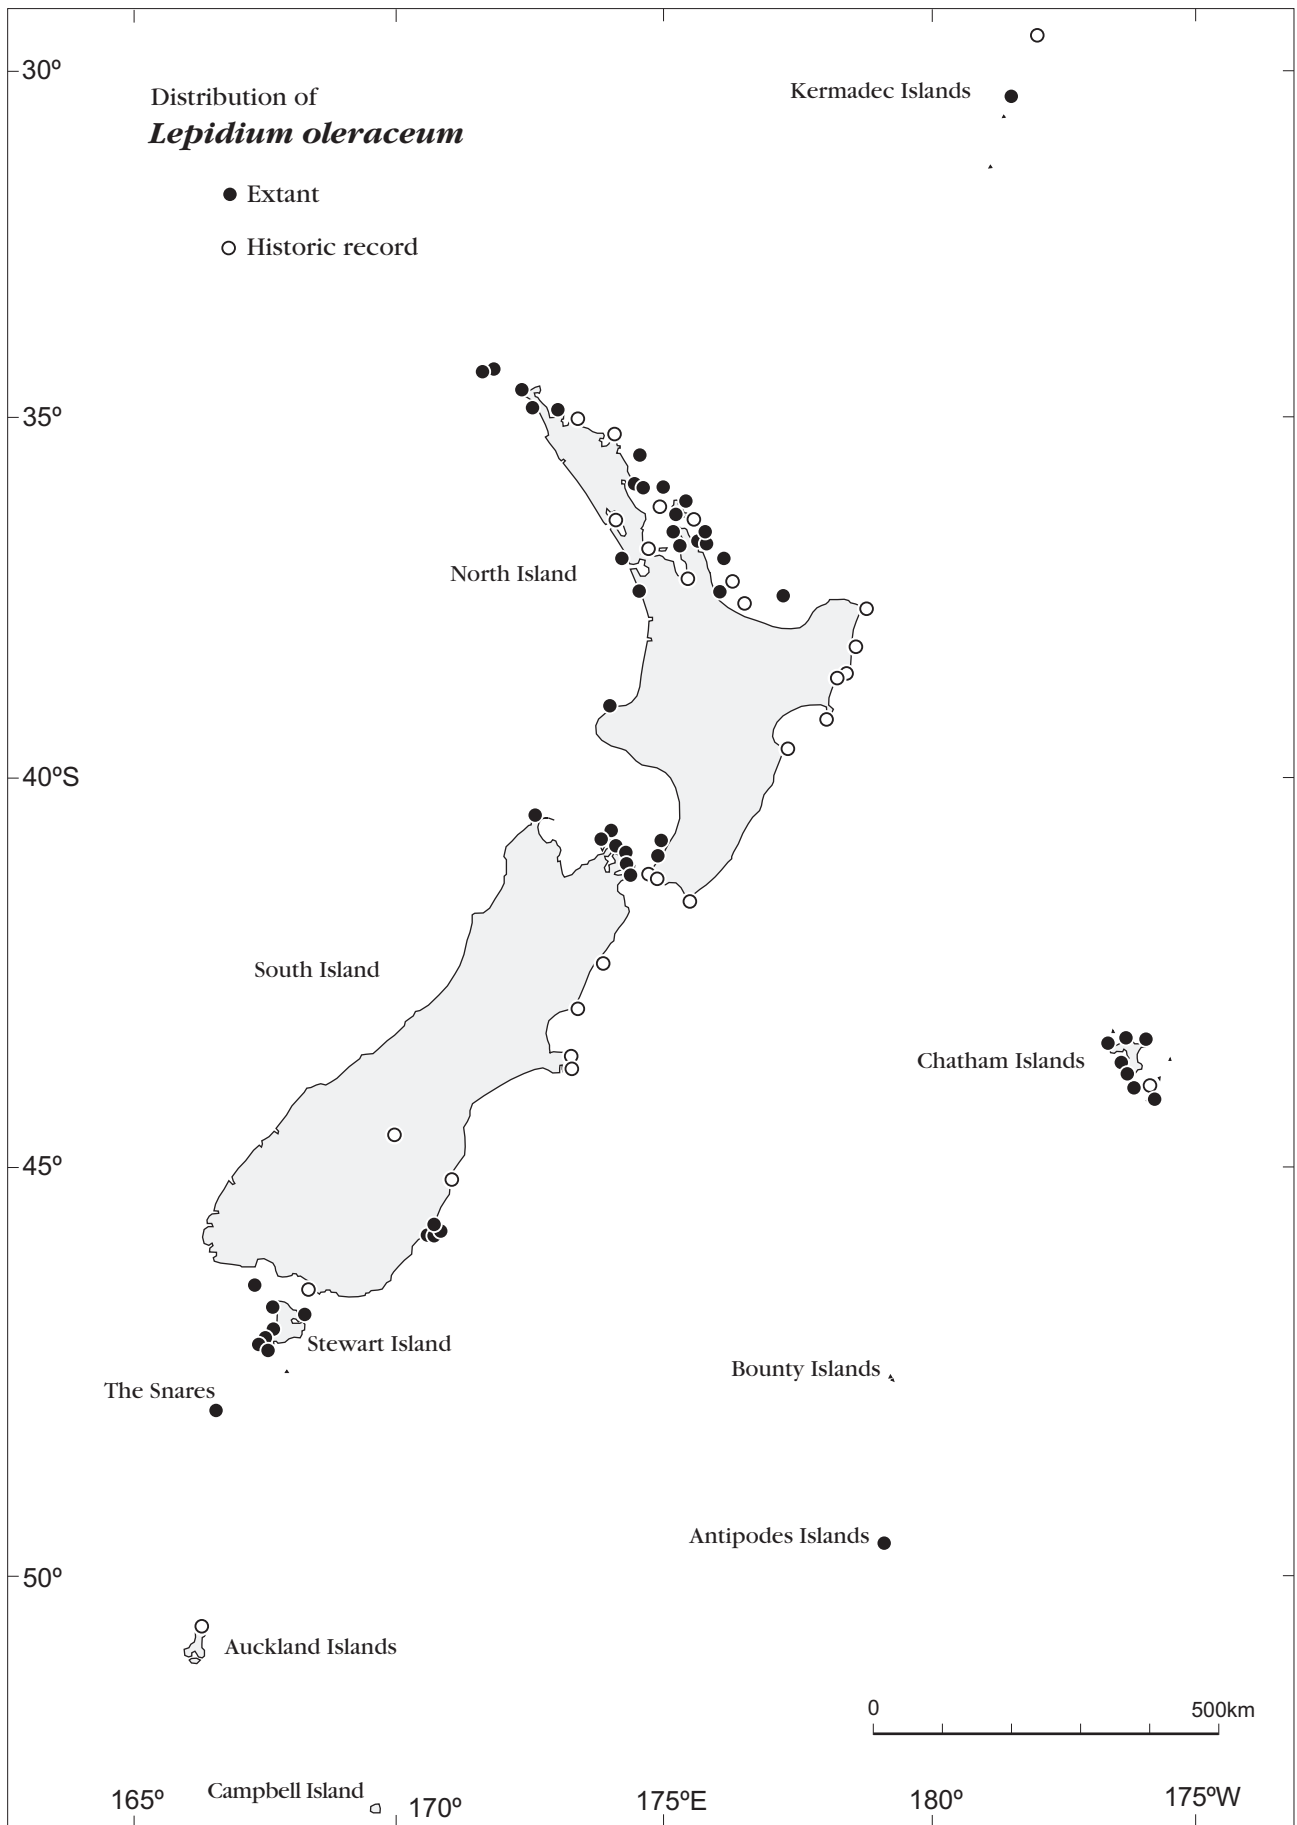 30º
Kermadec Islands
Distribution of
Lepidium oleraceum
Extant
Historic record
35º
North Island
40ºS
South Island
Chatham Islands
45º
Stewart Island
Bounty Islands
The Snares
Antipodes Islands
50º
Auckland Islands
0 500km
Campbell Island
165º 170º 175ºE 180º 175ºW